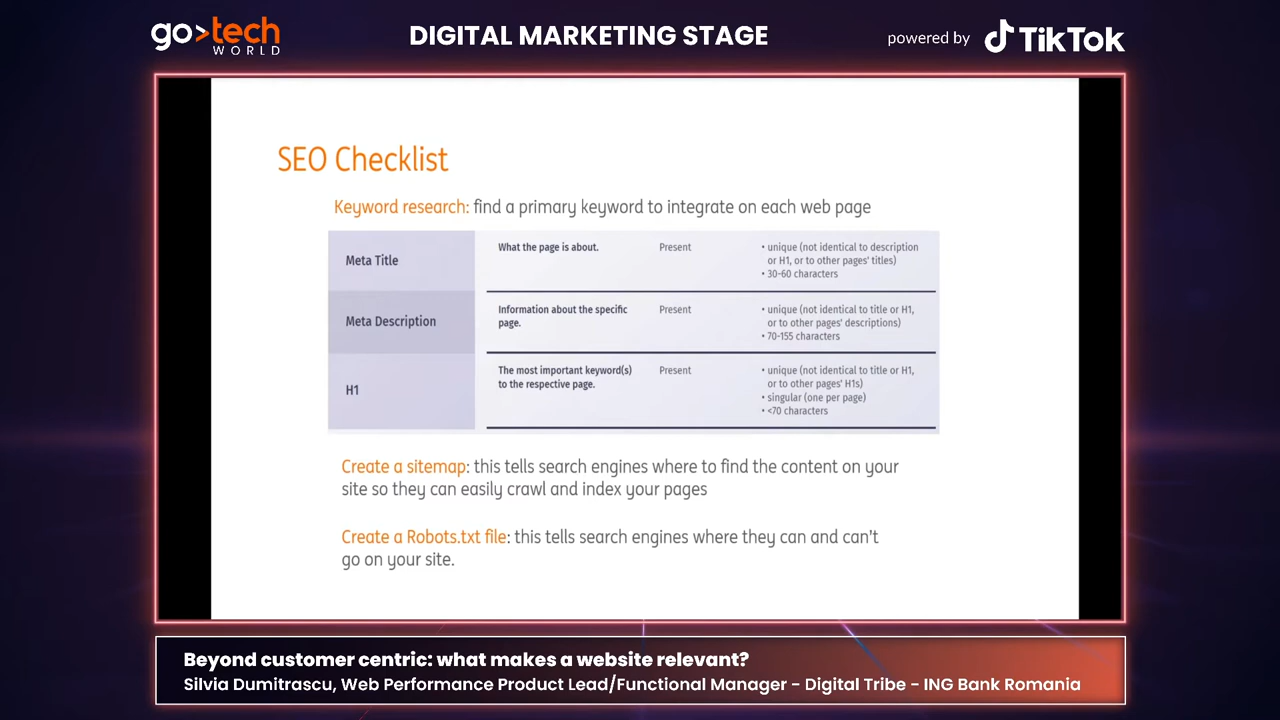 go>tech
WORLD
DIGITAL MARKETING STAGE
powered by
TikTok
SEO Checklist
Keyword research: find a primary keyword to integrate on each web page
Meta Title
What the page is about.
Present
• unique (not identical to description
or H1, or to other pages' titles)
• 30-60 characters
Meta Description
Information about the specific
page.
Present
• unique (not identical to title or H1,
or to other pages' descriptions)
• 70-155 characters
H1
The most important keyword(s)
to the respective page.
Present
• unique (not identical to title or H1,
or to other pages' H1s)
• singular (one per page)
• <70 characters
Create a sitemap: this tells search engines where to find the content on your
site so they can easily crawl and index your pages
Create a Robots.txt file: this tells search engines where they can and can't
go on your site.
Beyond customer centric: what makes a website relevant?
Silvia Dumitrascu, Web Performance Product Lead/Functional Manager - Digital Tribe - ING Bank Romania